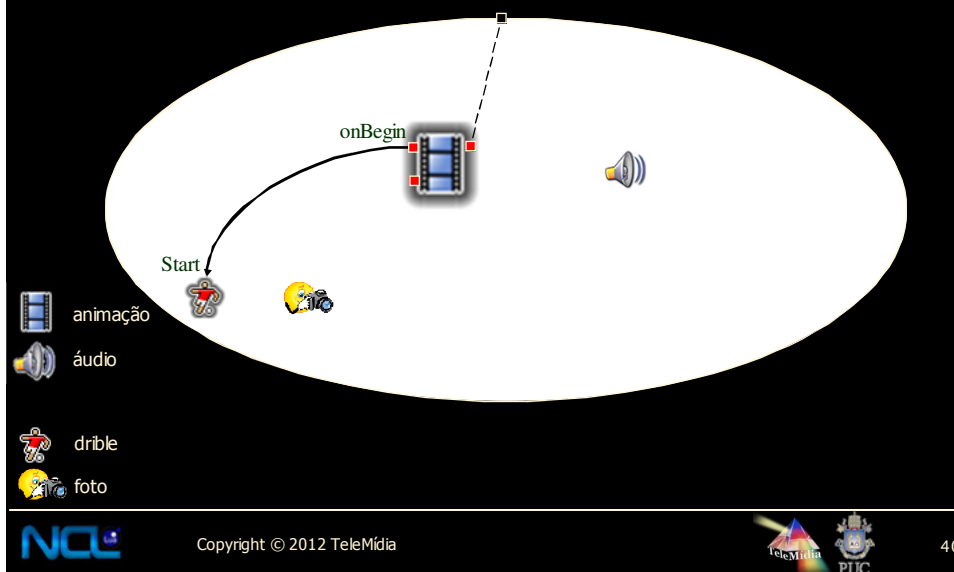 onBegin
Start
animação
áudio
drible
foto
NCL
Copyright © 2012 TeleMídia
TeleMídia
PUC
40